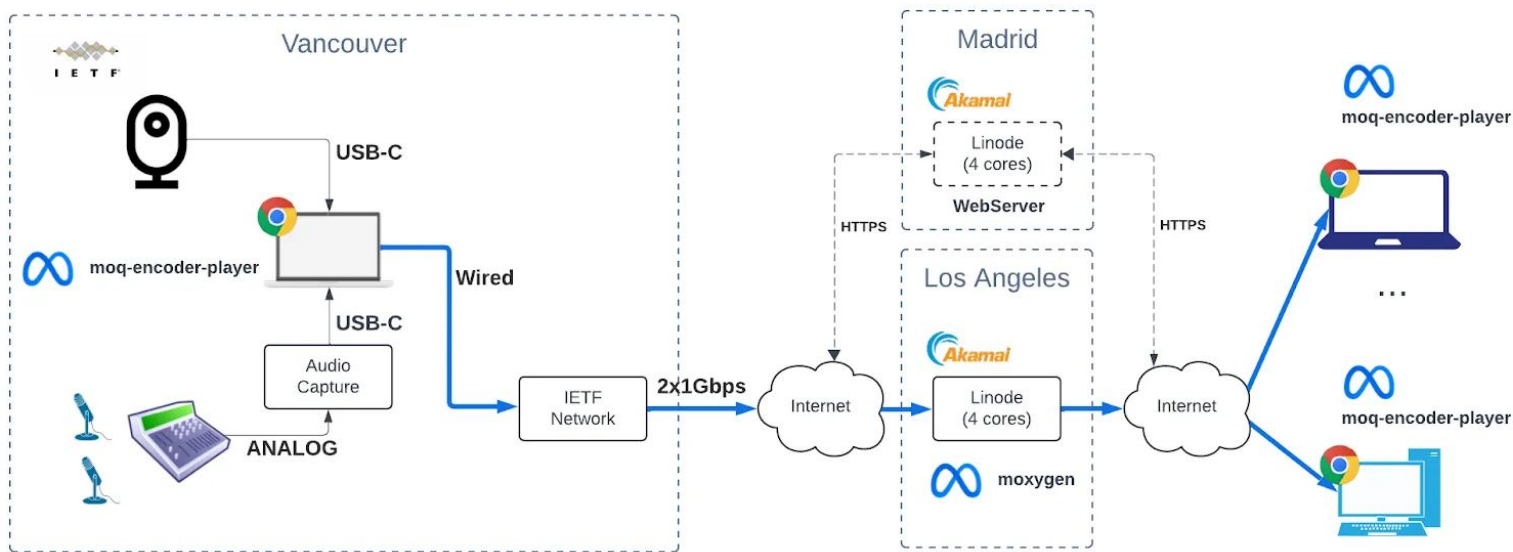 Vancouver
I E T F
USB-C
moq-encoder-player
Wired
USB-C
Audio
Capture
ANALOG
IETF
Network
2x1Gbps
Internet
Madrid
Akamai
Linode
(4 cores)
WebServer
HTTPS
HTTPS
Los Angeles
Akamai
Linode
(4 cores)
moxygen
Internet
moq-encoder-player
...
moq-encoder-player